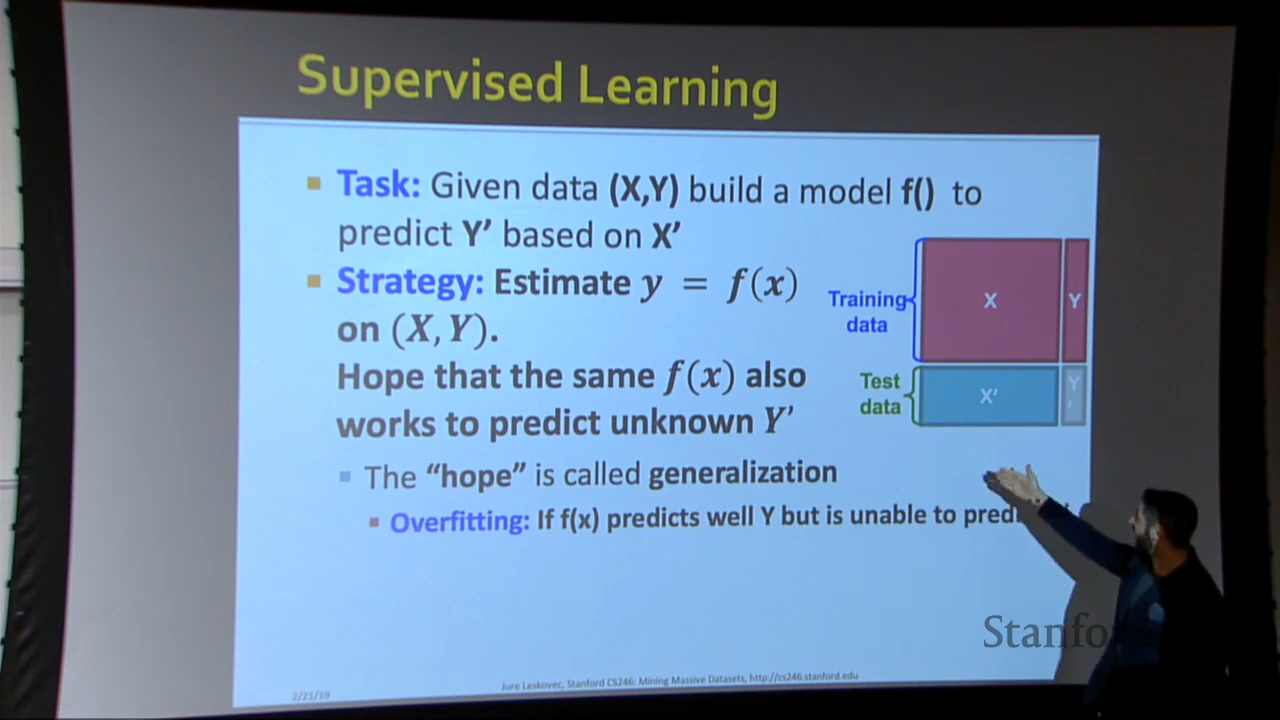 Supervised Learning
Task: Given data (X,Y) build a model f() to
predict Y’ based on X’
Strategy: Estimate y = f(x)
on (X, Y).
Hope that the same f(x) also
works to predict unknown Y’
The “hope” is called generalization
Overfitting: If f(x) predicts well Y but is unable to
Training
data
X
Y
Test
data
X'
Y
'
2/21/19
Jure Leskovec, Stanford CS246: Mining Massive Datasets, http://cs246.stanford.edu